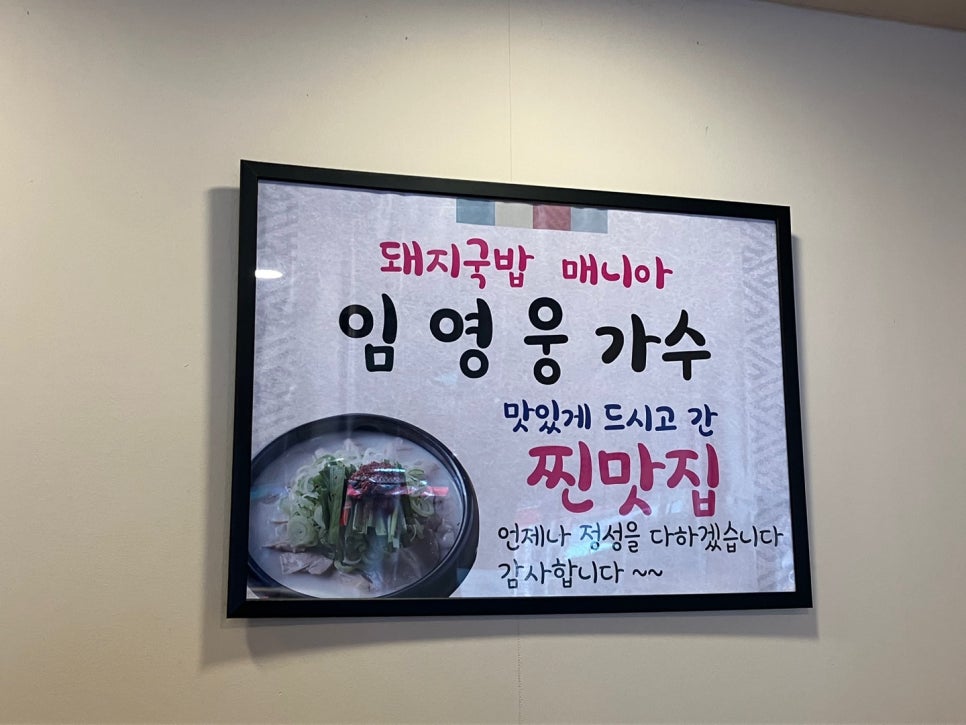 돼지국밥 매니아
임영웅가수
맛있게 드시고 간
찐맛집
언제나 정성을 다하겠습니다
감사합니다 ~~